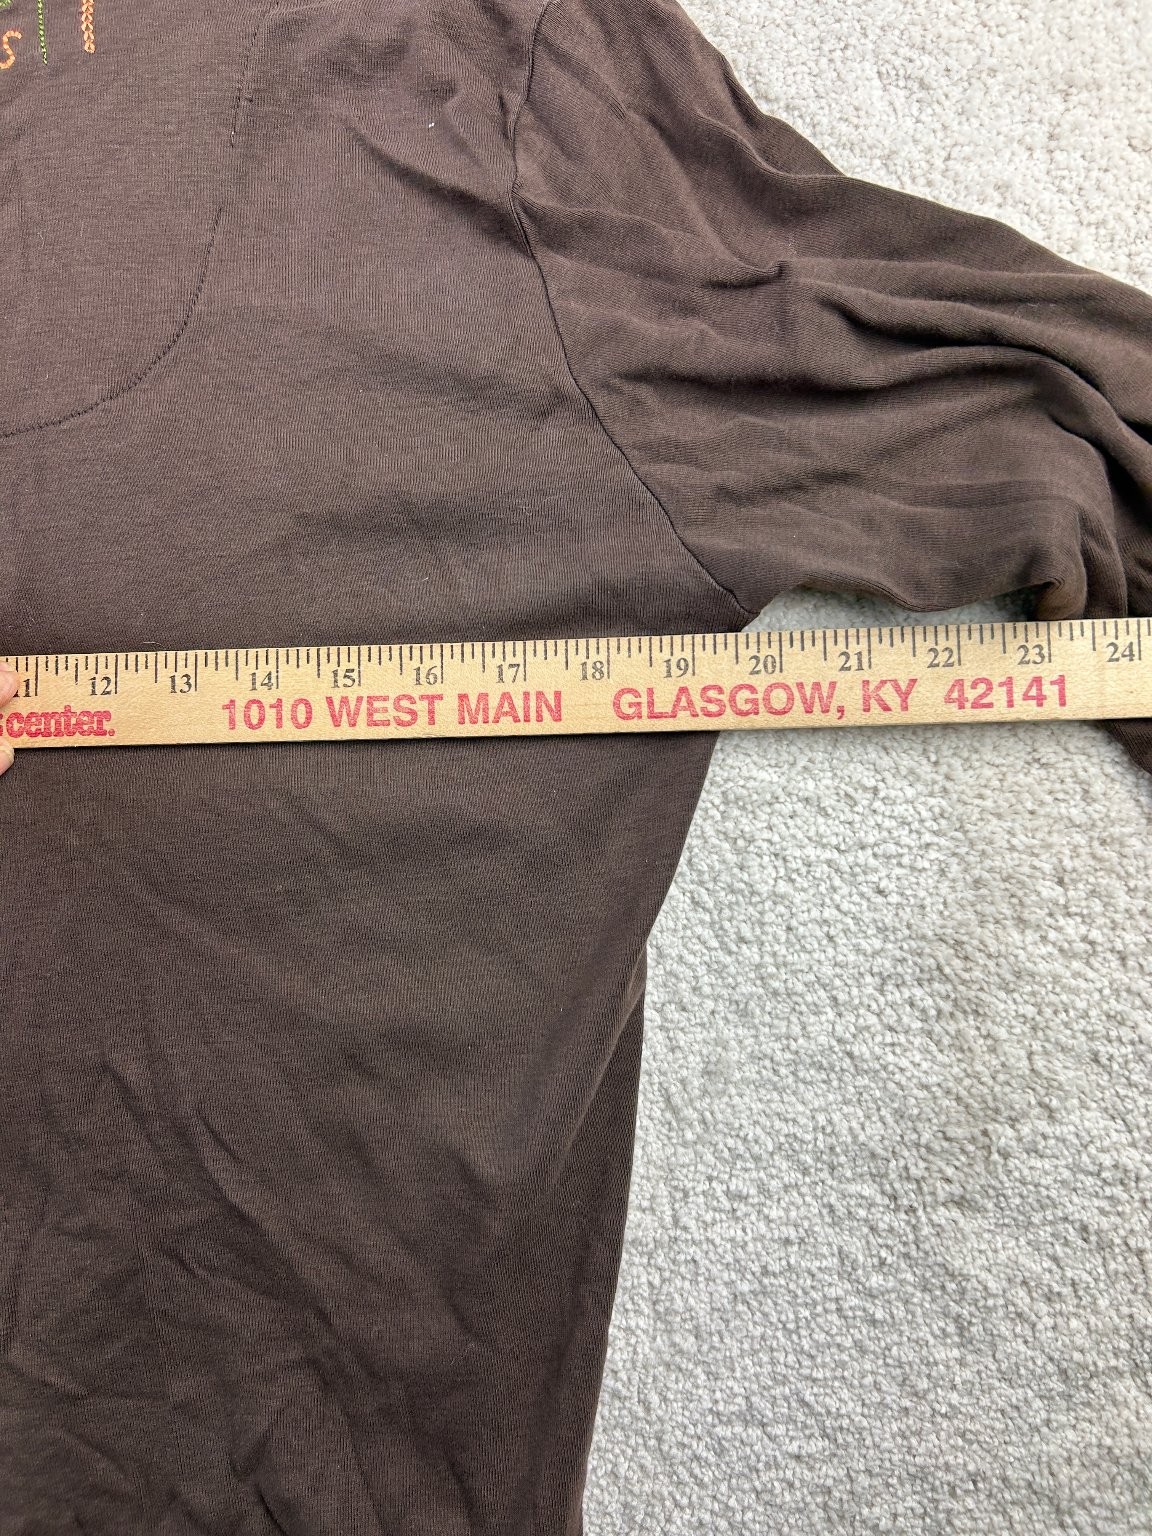 S
11 12 13 14 15 16 17 18 19 20 21 22 23 24
center. 1010 WEST MAIN GLASGOW, KY 42141